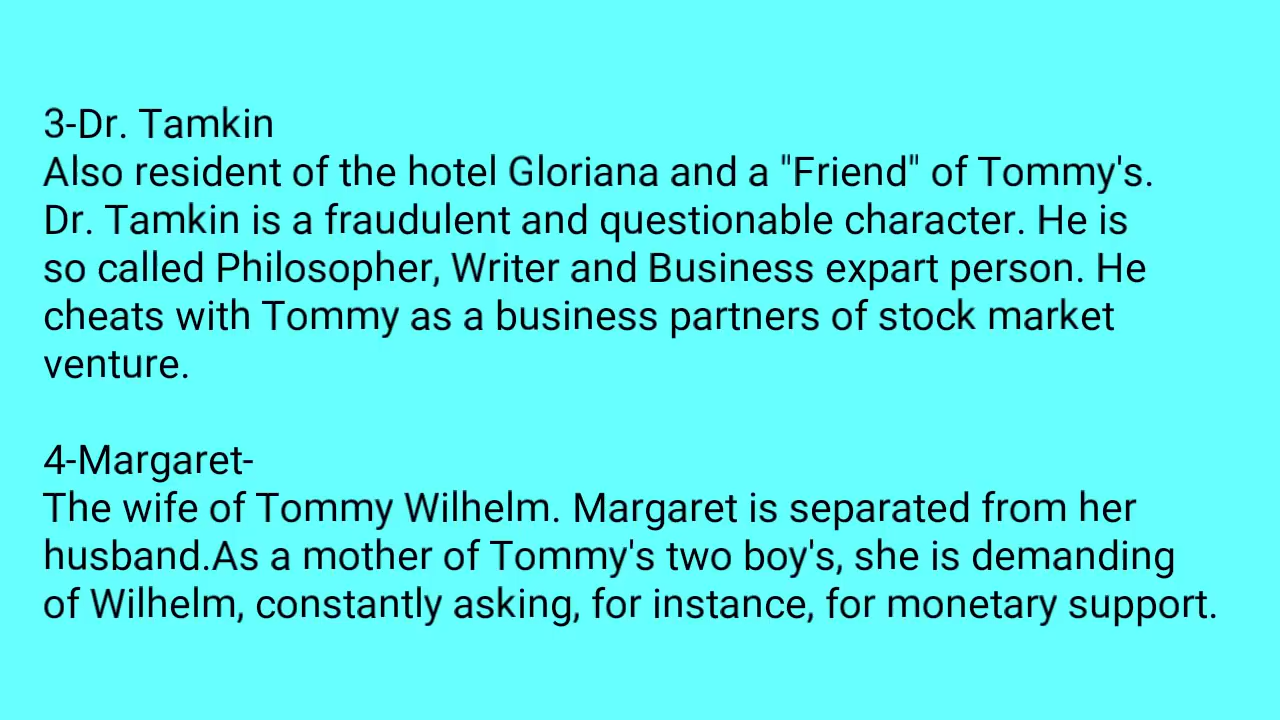 3-Dr. Tamkin
Also resident of the hotel Gloriana and a "Friend" of Tommy's.
Dr. Tamkin is a fraudulent and questionable character. He is
so called Philosopher, Writer and Business expart person. He
cheats with Tommy as a business partners of stock market
venture.
4-Margaret-
The wife of Tommy Wilhelm. Margaret is separated from her
husband.As a mother of Tommy's two boy's, she is demanding
of Wilhelm, constantly asking, for instance, for monetary support.